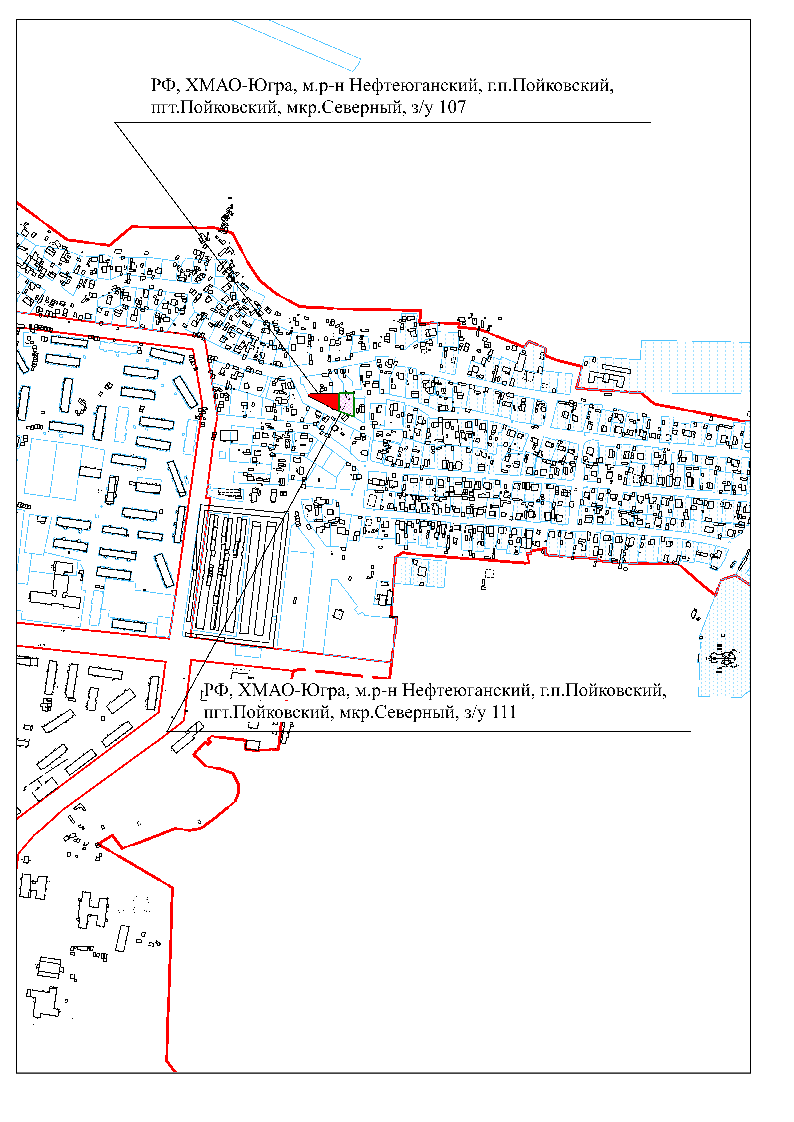 РФ, ХМАО-Югра, м.р-н Нефтеюганский, г.п.Пойковский,
пгт.Пойковский, мкр.Северный, з/у 107
РФ, ХМАО-Югра, м.р-н Нефтеюганский, г.п.Пойковский,
пгт.Пойковский, мкр.Северный, з/у 111